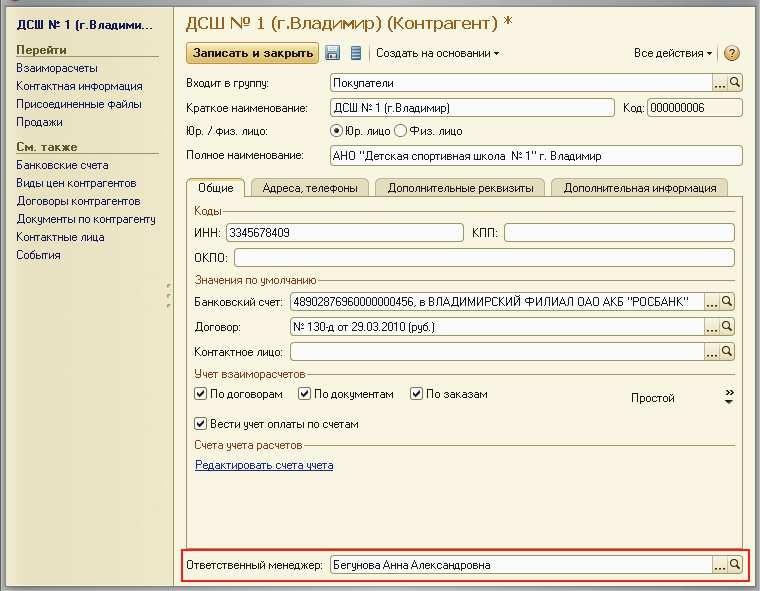 ДСШ № 1 (г.Владими...
Перейти
Взаиморасчеты
Контактная информация
Присоединенные файлы
Продажи
См. также
Банковские счета
Виды цен контрагентов
Договоры контрагентов
Документы по контрагенту
Контактные лица
События
ДСШ № 1 (г.Владимир) (Контрагент) *
Записать и закрыть Создать на основании Все действия ?
Входит в группу: Покупатели ...
Краткое наименование: ДСШ № 1 (г.Владимир) Код: 000000006
Юр. / физ. лицо: Юр. лицо Физ. лицо
Полное наименование: АНО "Детская спортивная школа № 1" г. Владимир
Общие Адреса, телефоны Дополнительные реквизиты Дополнительная информация
Коды
ИНН: 3345678409 КПП:
ОКПО:
Значения по умолчанию
Банковский счет: 48902876960000000456, в ВЛАДИМИРСКИЙ ФИЛИАЛ ОАО АКБ "РОСБАНК" ...
Договор: № 130-д от 29.03.2010 (руб.) ...
Контактное лицо: ...
Учет взаиморасчетов
По договорам По документам По заказам Простой »
Вести учет оплаты по счетам
Счета учета расчетов
Редактировать счета учета
Ответственный менеджер: Бегунова Анна Александровна ...